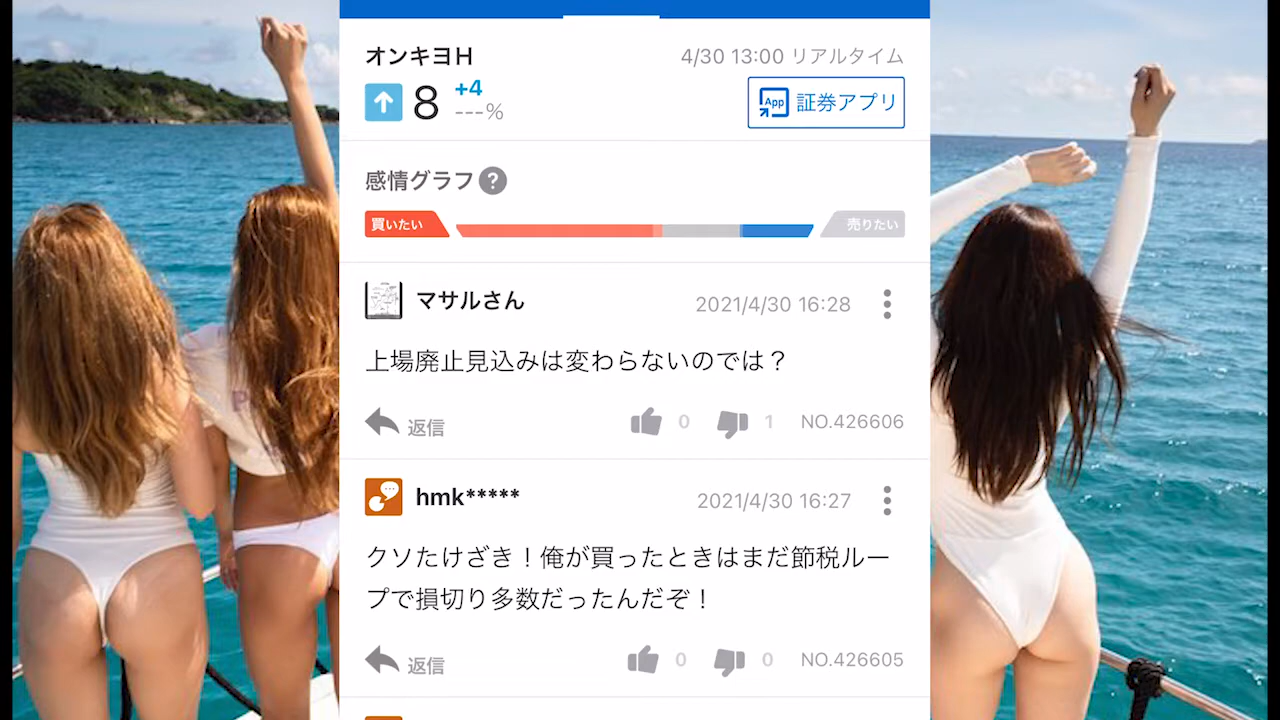 オンキヨH
4/30 13:00 リアルタイム
8
+4
---%
App
証券アプリ
感情グラフ ?
買いたい
売りたい
マサルさん
2021/4/30 16:28
上場廃止見込みは変わらないのでは？
返信
0
1
NO.426606
hmk*****
2021/4/30 16:27
クソたけざき！俺が買ったときはまだ節税ルー
プで損切り多数だったんだぞ！
返信
0
0
NO.426605